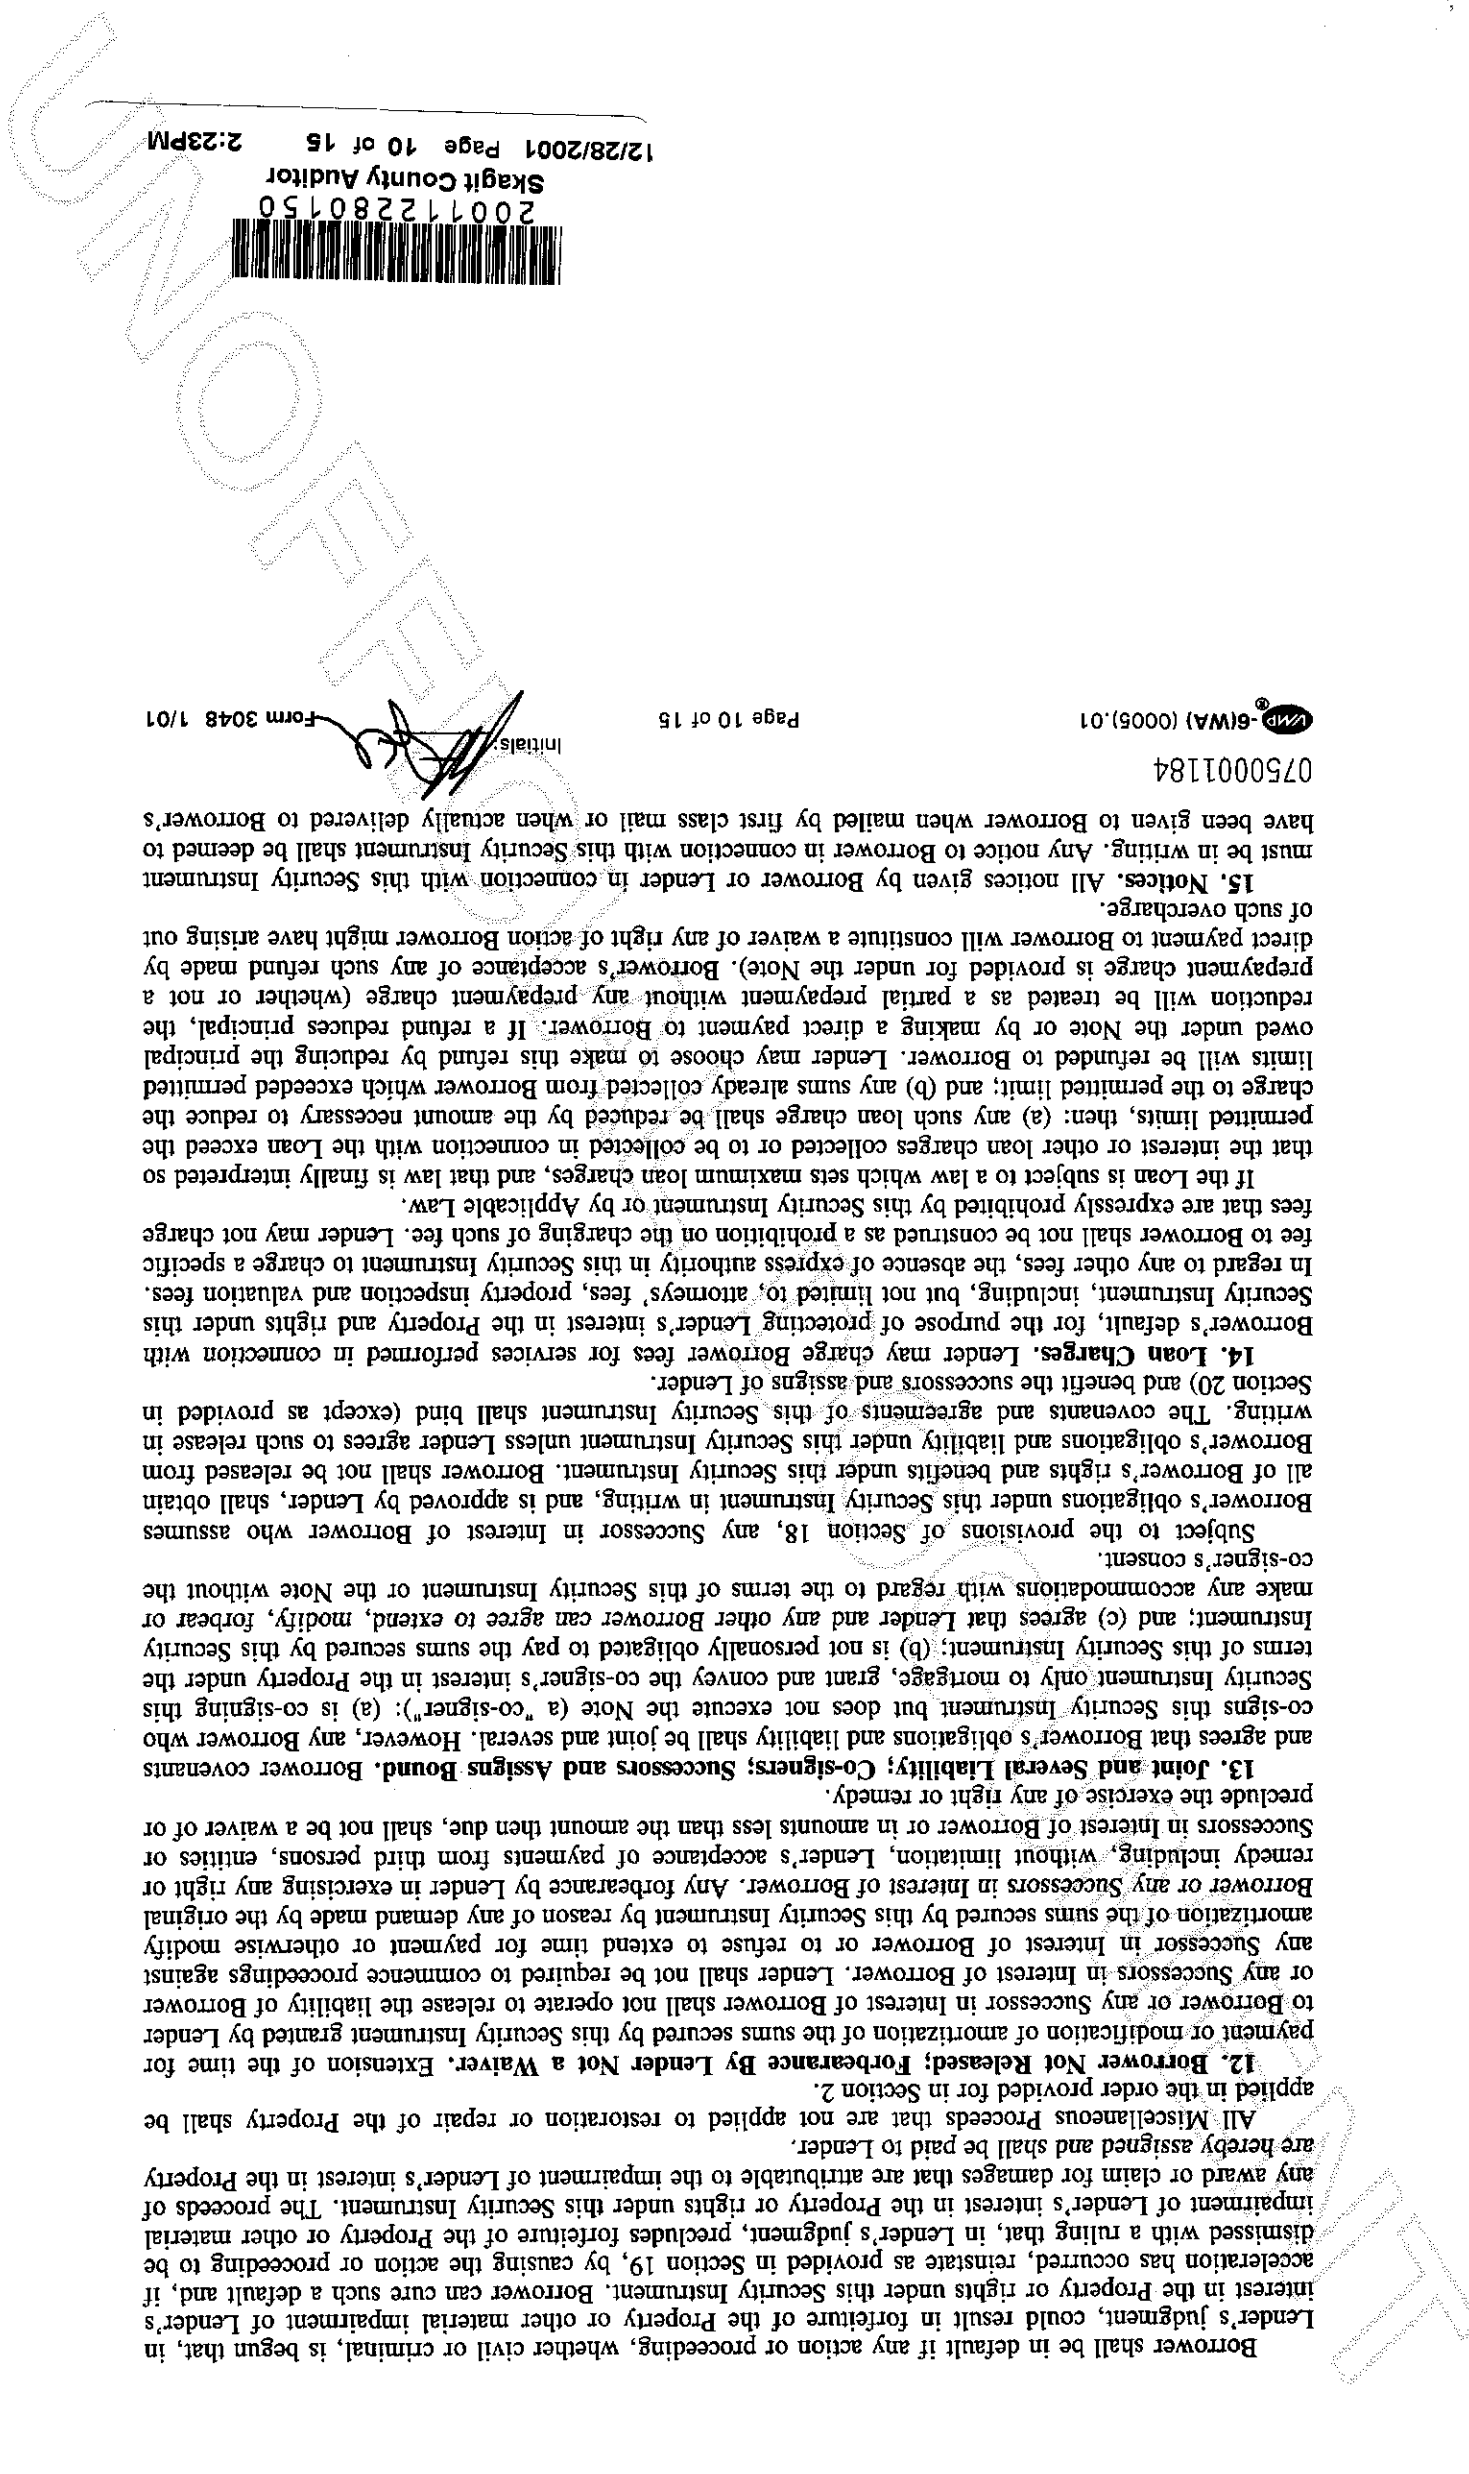 Borrower shall be in default if any action or proceeding, whether civil or criminal, is begun that, in
Lender's judgment, could result in forfeiture of the Property or other material impairment of Lender's
interest in the Property or rights under this Security Instrument. Borrower can cure such a default and, if
acceleration has occurred, reinstate as provided in Section 19, by causing the action or proceeding to be
dismissed with a ruling that, in Lender's judgment, precludes forfeiture of the Property or other material
impairment of Lender's interest in the Property or rights under this Security Instrument. The proceeds of
any award or claim for damages that are attributable to the impairment of Lender's interest in the Property
are hereby assigned and shall be paid to Lender.
All Miscellaneous Proceeds that are not applied to restoration or repair of the Property shall be
applied in the order provided for in Section 2.
12. Borrower Not Released; Forbearance By Lender Not a Waiver. Extension of the time for
payment or modification of amortization of the sums secured by this Security Instrument granted by Lender
to Borrower or any Successor in Interest of Borrower shall not operate to release the liability of Borrower
or any Successors in Interest of Borrower. Lender shall not be required to commence proceedings against
any Successor in Interest of Borrower or to refuse to extend time for payment or otherwise modify
amortization of the sums secured by this Security Instrument by reason of any demand made by the original
Borrower or any Successors in Interest of Borrower. Any forbearance by Lender in exercising any right or
remedy including, without limitation, Lender's acceptance of payments from third persons, entities or
Successors in Interest of Borrower or in amounts less than the amount then due, shall not be a waiver of or
preclude the exercise of any right or remedy.
13. Joint and Several Liability; Co-signers; Successors and Assigns Bound. Borrower covenants
and agrees that Borrower's obligations and liability shall be joint and several. However, any Borrower who
co-signs this Security Instrument but does not execute the Note (a "co-signer"): (a) is co-signing this
Security Instrument only to mortgage, grant and convey the co-signer's interest in the Property under the
terms of this Security Instrument; (b) is not personally obligated to pay the sums secured by this Security
Instrument; and (c) agrees that Lender and any other Borrower can agree to extend, modify, forbear or
make any accommodations with regard to the terms of this Security Instrument or the Note without the
co-signer's consent.
Subject to the provisions of Section 18, any Successor in Interest of Borrower who assumes
Borrower's obligations under this Security Instrument in writing, and is approved by Lender, shall obtain
all of Borrower's rights and benefits under this Security Instrument. Borrower shall not be released from
Borrower's obligations and liability under this Security Instrument unless Lender agrees to such release in
writing. The covenants and agreements of this Security Instrument shall bind (except as provided in
Section 20) and benefit the successors and assigns of Lender.
14. Loan Charges. Lender may charge Borrower fees for services performed in connection with
Borrower's default, for the purpose of protecting Lender's interest in the Property and rights under this
Security Instrument, including, but not limited to, attorneys' fees, property inspection and valuation fees.
In regard to any other fees, the absence of express authority in this Security Instrument to charge a specific
fee to Borrower shall not be construed as a prohibition on the charging of such fee. Lender may not charge
fees that are expressly prohibited by this Security Instrument or by Applicable Law.
If the Loan is subject to a law which sets maximum loan charges, and that law is finally interpreted so
that the interest or other loan charges collected or to be collected in connection with the Loan exceed the
permitted limits, then: (a) any such loan charge shall be reduced by the amount necessary to reduce the
charge to the permitted limit; and (b) any sums already collected from Borrower which exceeded permitted
limits will be refunded to Borrower. Lender may choose to make this refund by reducing the principal
owed under the Note or by making a direct payment to Borrower. If a refund reduces principal, the
reduction will be treated as a partial prepayment without any prepayment charge (whether or not a
prepayment charge is provided for under the Note). Borrower's acceptance of any such refund made by
direct payment to Borrower will constitute a waiver of any right of action Borrower might have arising out
of such overcharge.
15. Notices. All notices given by Borrower or Lender in connection with this Security Instrument
must be in writing. Any notice to Borrower in connection with this Security Instrument shall be deemed to
have been given to Borrower when mailed by first class mail or when actually delivered to Borrower's
0750001184
Initials:
VMP®-6(WA) (0005).01 Page 10 of 15 Form 3048 1/01
200112280150
Skagit County Auditor
12/28/2001 Page 10 of 15 2:23PM
UNOFFICIAL DOCUMENT